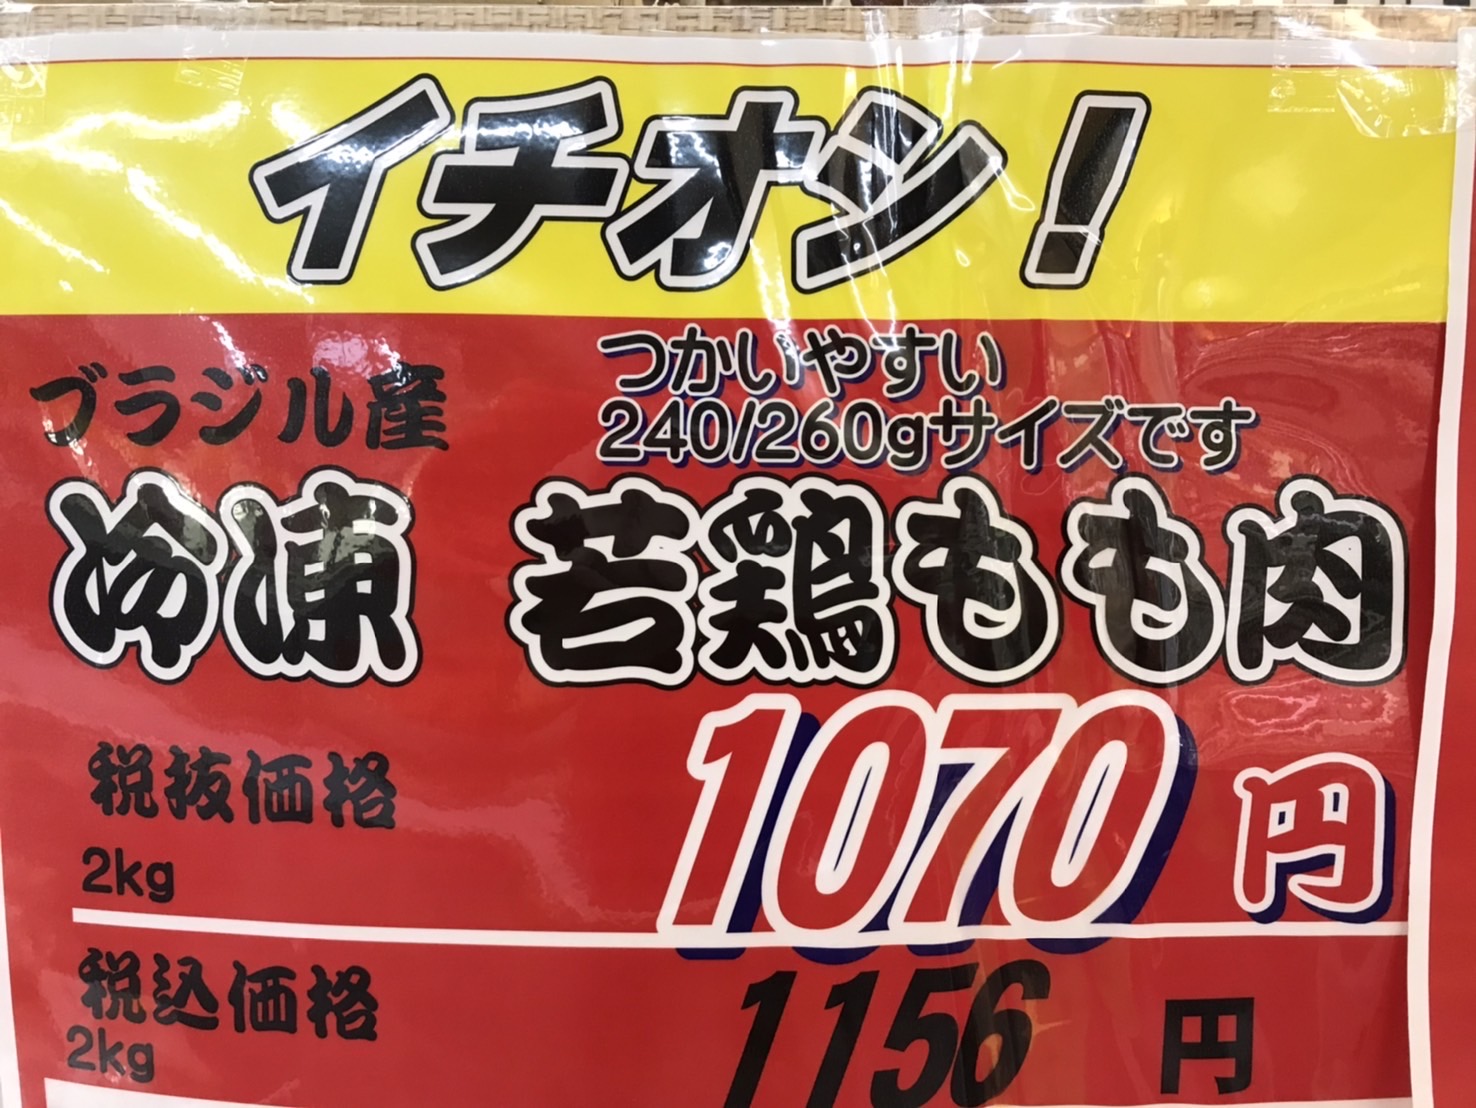 イチオシ!
ブラジル産
つかいやすい
240/260gサイズです
冷凍 若鶏もも肉
税抜価格
2kg
1070円
税込価格
2kg
1156円